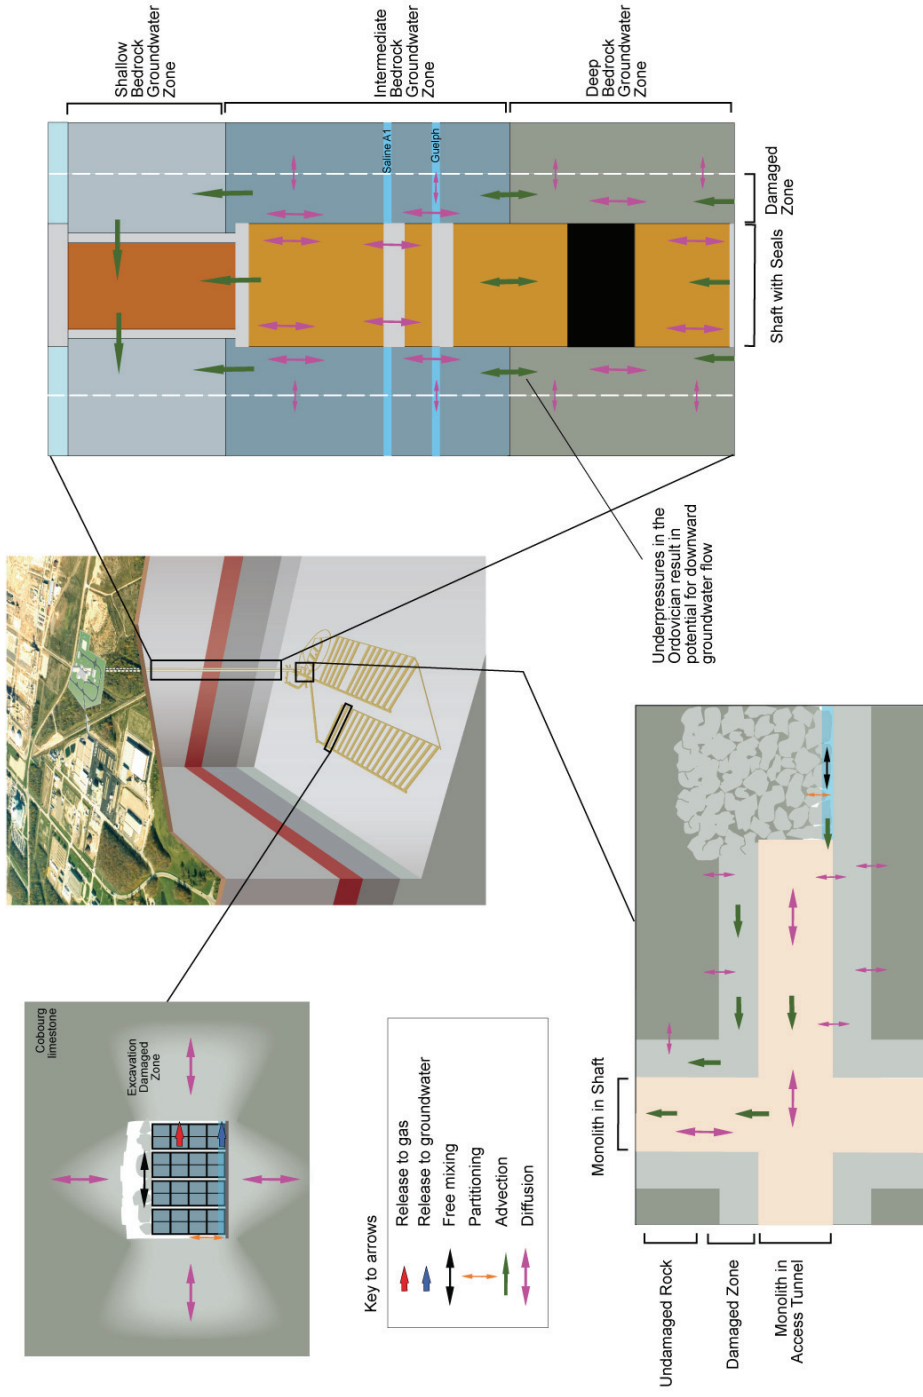 Cobourg
limestone
Excavation
Damaged
Zone
Key to arrows
Release to gas
Release to groundwater
Free mixing
Partitioning
Advection
Diffusion
Shallow
Bedrock
Groundwater
Zone
Intermediate
Bedrock
Groundwater
Zone
Deep
Bedrock
Groundwater
Zone
Saline A1
Guelph
Shaft with Seals
Damaged
Zone
Underpressures in the
Ordovician result in
potential for downward
groundwater flow
Monolith in Shaft
Undamaged Rock
Damaged Zone
Monolith in
Access Tunnel